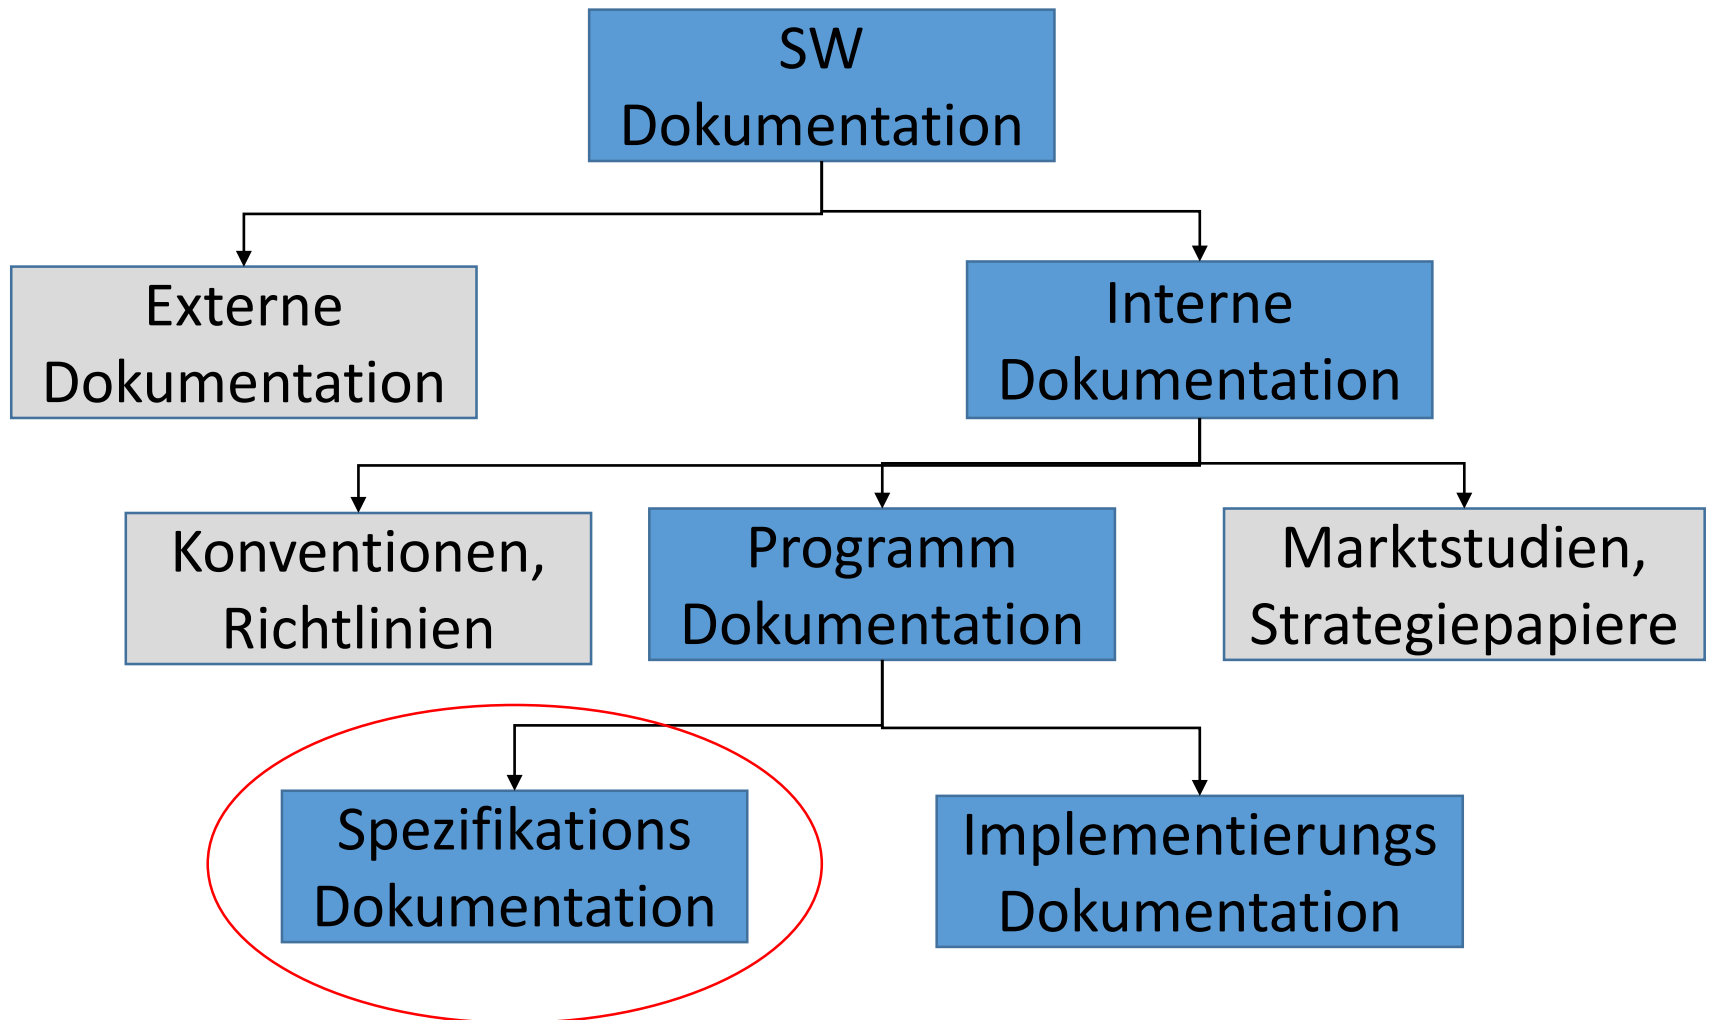 SW
Dokumentation
Externe
Dokumentation
Interne
Dokumentation
Konventionen,
Richtlinien
Programm
Dokumentation
Marktstudien,
Strategiepapiere
Spezifikations
Dokumentation
Implementierungs
Dokumentation